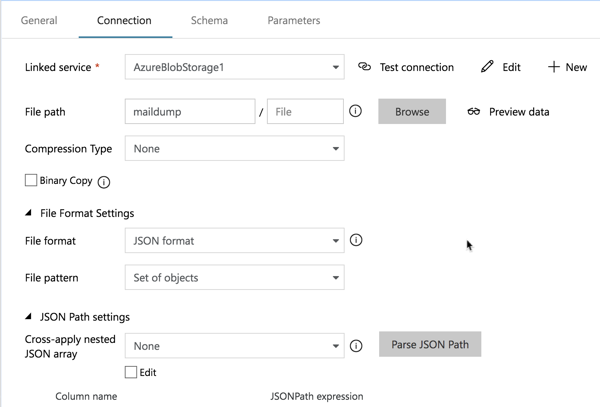 General Connection Schema Parameters
Linked service * AzureBlobStorage1 Test connection Edit + New
File path maildump / File Browse Preview data
Compression Type None
Binary Copy
File Format Settings
File format JSON format
File pattern Set of objects
JSON Path settings
Cross-apply nested
JSON array None Parse JSON Path
Edit
Column name JSONPath expression